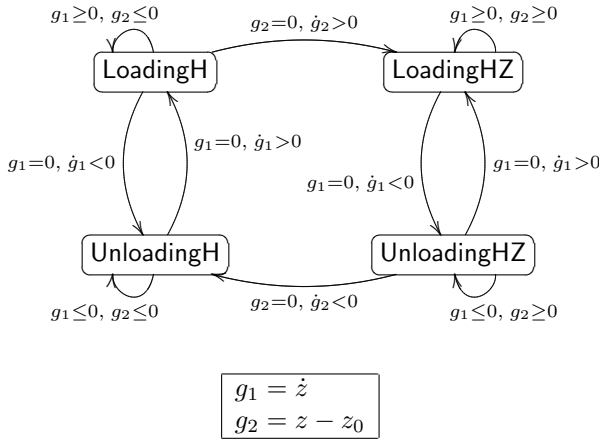 g₁≥0, g₂≤0
g₂=0, ġ₂>0
g₁≥0, g₂≥0
LoadingH
LoadingHZ
g₁=0, ġ₁<0
g₁=0, ġ₁>0
g₁=0, ġ₁<0
g₁=0, ġ₁>0
UnloadingH
UnloadingHZ
g₁≤0, g₂≤0
g₂=0, ġ₂<0
g₁≤0, g₂≥0
g₁ = ż
g₂ = z − z₀